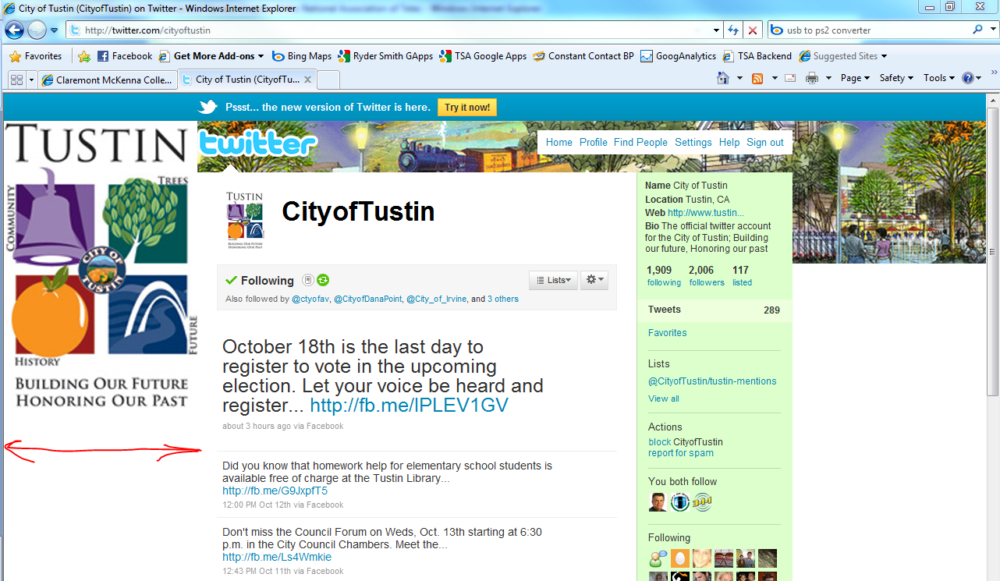 City of Tustin (CityofTustin) on Twitter - Windows Internet Explorer
http://twitter.com/cityoftustin
usb to ps2 converter
Favorites Facebook Get More Add-ons Bing Maps Ryder Smith GApps TSA Google Apps Constant Contact BP GoogAnalytics TSA Backend Suggested Sites
Claremont McKenna Colle... City of Tustin (CityofTu... Page Safety Tools
Pssst... the new version of Twitter is here. Try it now!
TUSTIN
COMMUNITY
TREES
CITY OF TUSTIN
HISTORY
FUTURE
BUILDING OUR FUTURE
HONORING OUR PAST
twitter
Home Profile Find People Settings Help Sign out
TUSTIN
BUILDING OUR FUTURE
HONORING OUR PAST
CityofTustin
Following
Lists
Also followed by @ctyofav, @CityofDanaPoint, @City_of_Irvine, and 3 others
October 18th is the last day to
register to vote in the upcoming
election. Let your voice be heard and
register... http://fb.me/IPLEV1GV
about 3 hours ago via Facebook
Did you know that homework help for elementary school students is
available free of charge at the Tustin Library...
http://fb.me/G9JxpfT5
12:00 PM Oct 12th via Facebook
Don't miss the Council Forum on Weds, Oct. 13th starting at 6:30
p.m. in the City Council Chambers. Meet the...
http://fb.me/Ls4Wmkie
12:43 PM Oct 11th via Facebook
Name City of Tustin
Location Tustin, CA
Web http://www.tustin...
Bio The official twitter account
for the City of Tustin; Building
our future, Honoring our past
1,909 2,006 117
following followers listed
Tweets 289
Favorites
Lists
@CityofTustin/tustin-mentions
View all
Actions
block CityofTustin
report for spam
You both follow
Following